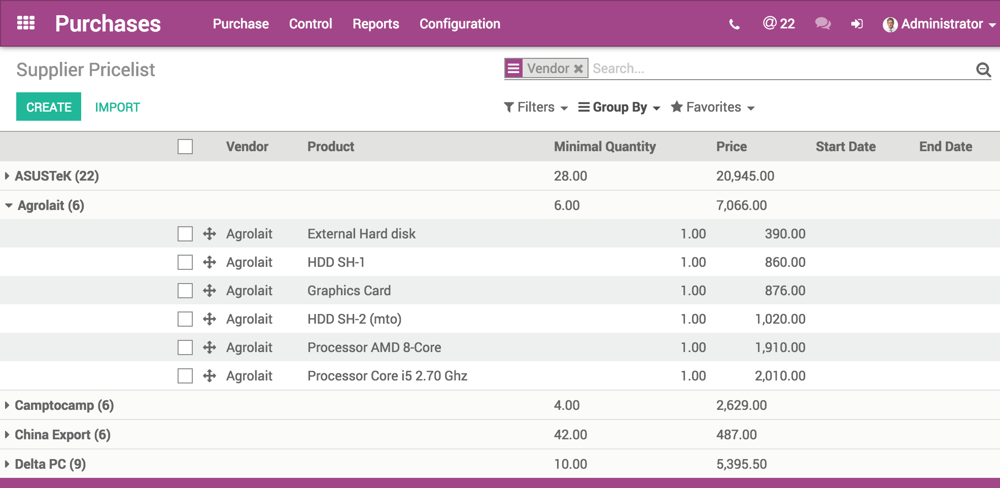 Purchases Purchase Control Reports Configuration @ 22 Administrator
Supplier Pricelist Vendor Search...
CREATE IMPORT Filters Group By Favorites
Vendor Product Minimal Quantity Price Start Date End Date
ASUSTeK (22) 28.00 20,945.00
Agrolait (6) 6.00 7,066.00
Agrolait External Hard disk 1.00 390.00
Agrolait HDD SH-1 1.00 860.00
Agrolait Graphics Card 1.00 876.00
Agrolait HDD SH-2 (mto) 1.00 1,020.00
Agrolait Processor AMD 8-Core 1.00 1,910.00
Agrolait Processor Core i5 2.70 Ghz 1.00 2,010.00
Camptocamp (6) 4.00 2,629.00
China Export (6) 42.00 487.00
Delta PC (9) 10.00 5,395.50